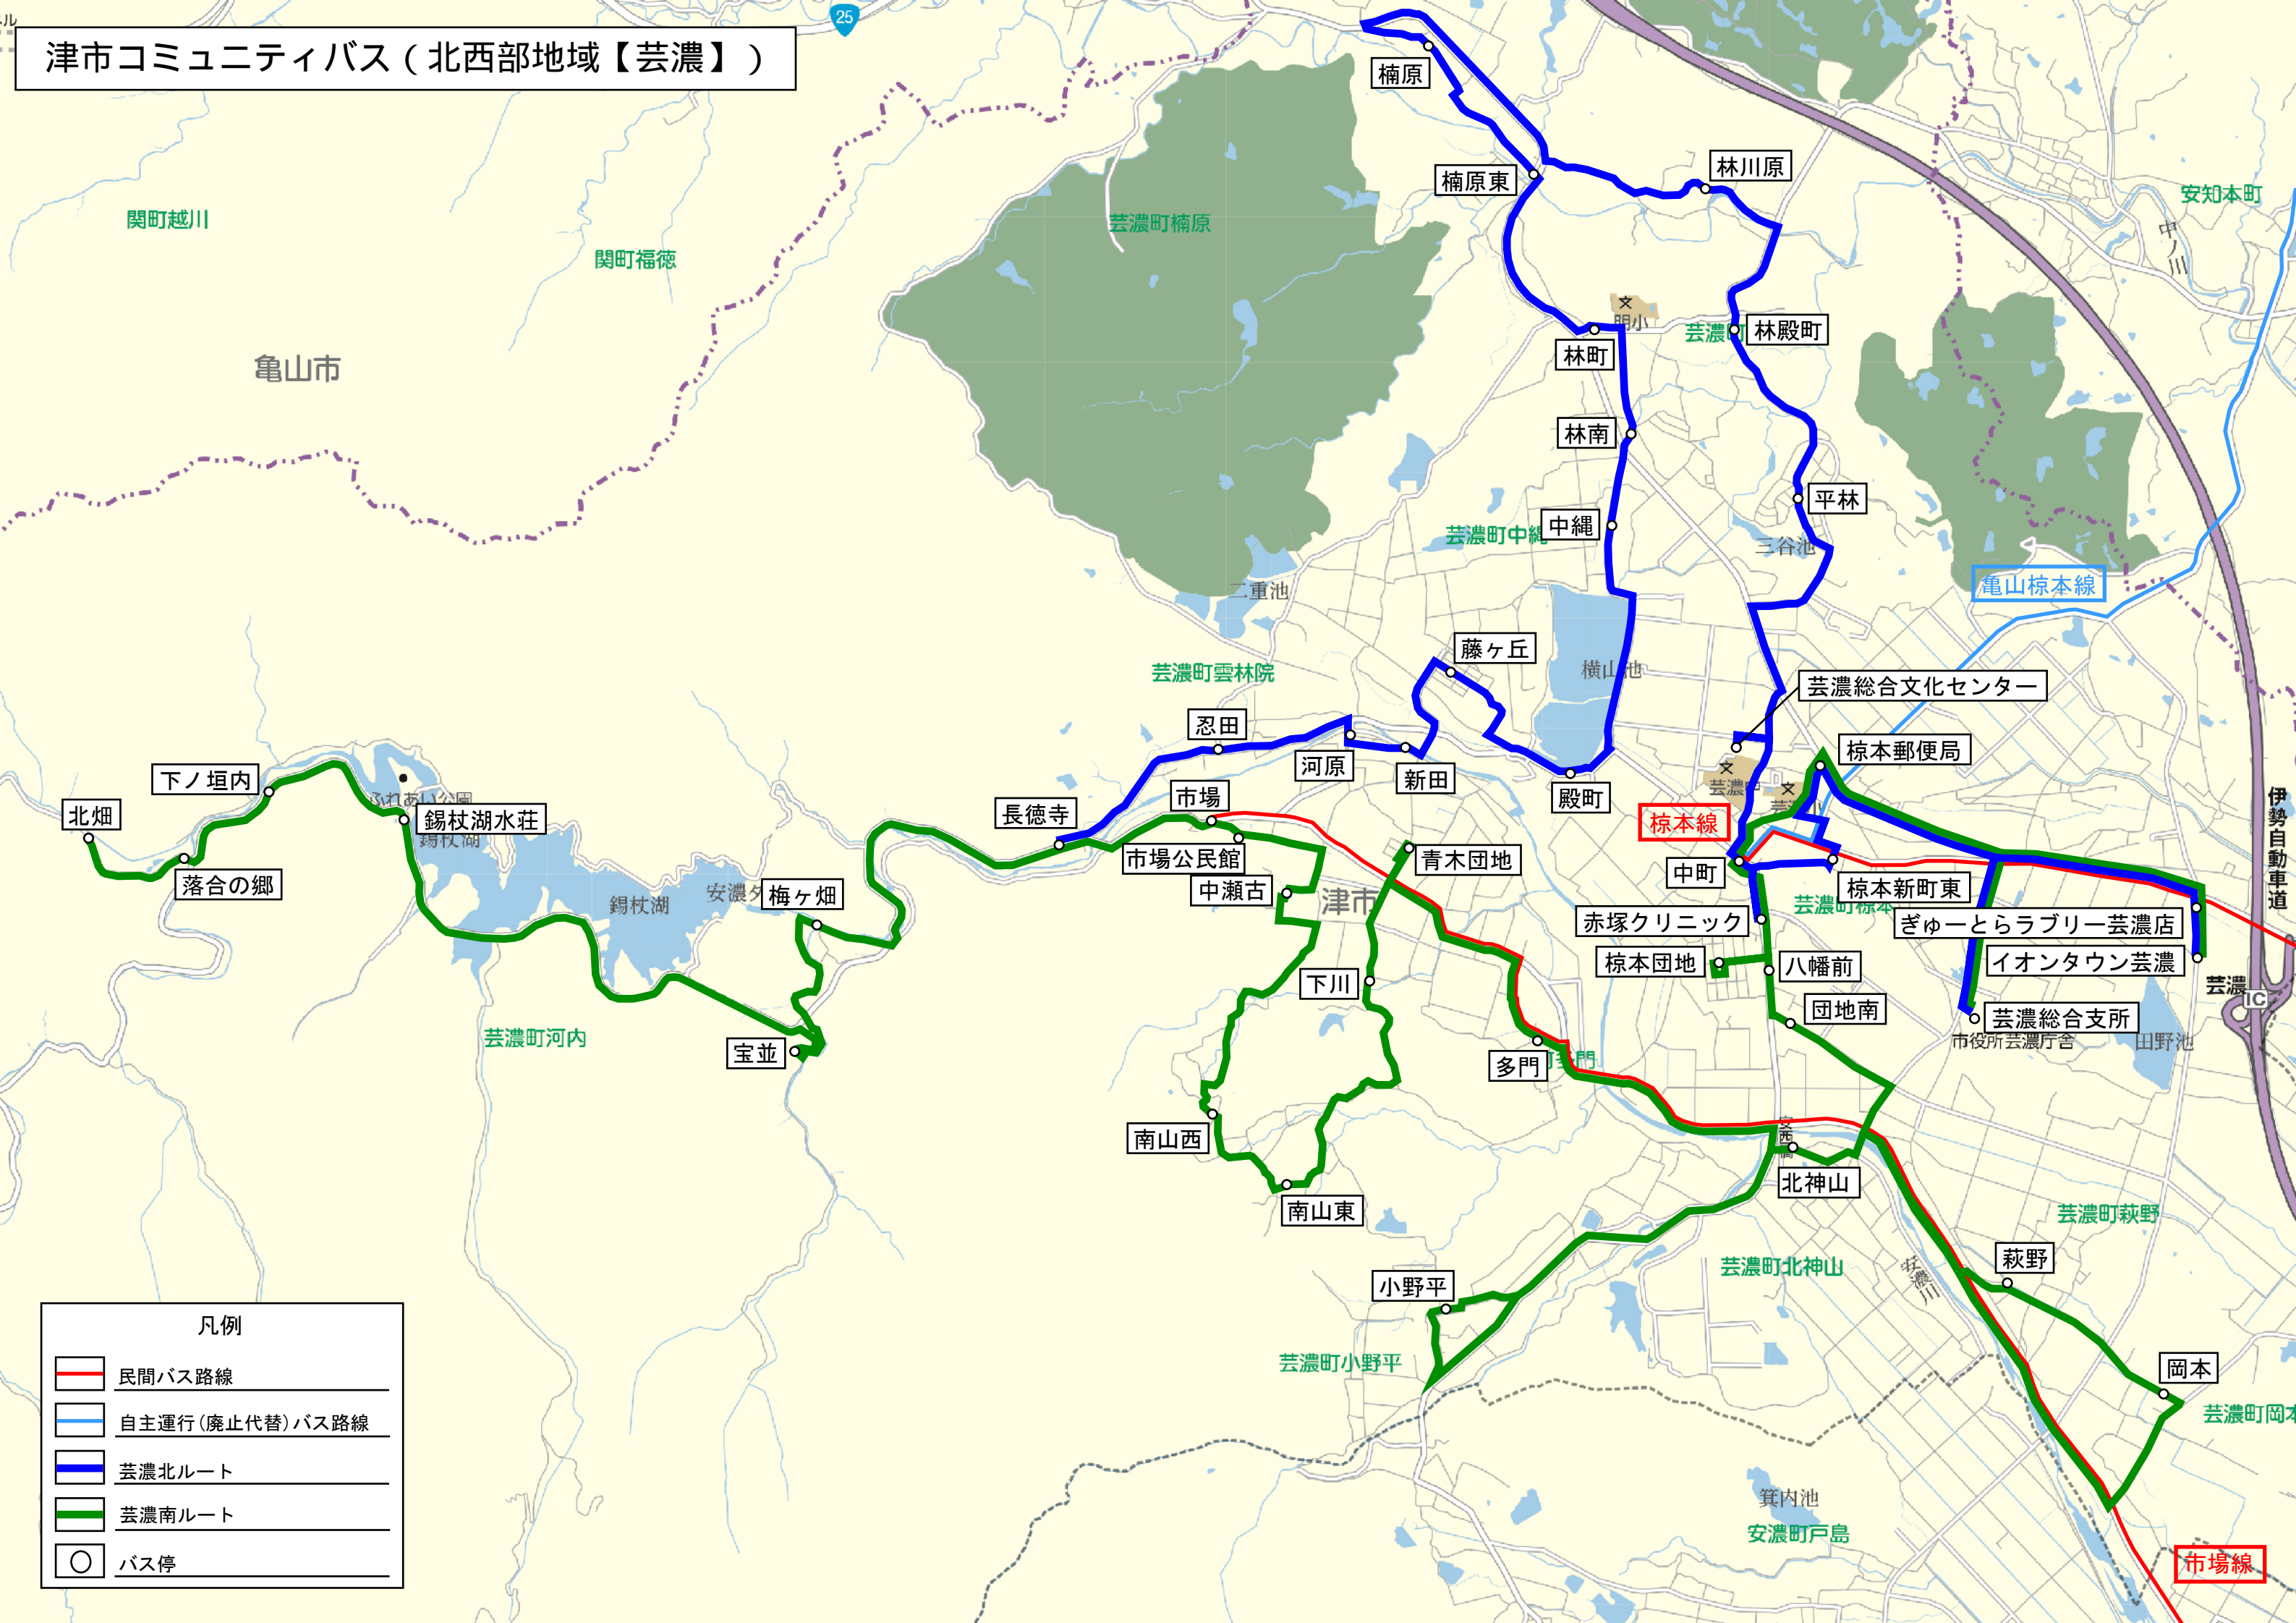 25
津市コミュニティバス(北西部地域【芸濃】)
楠原
林川原
楠原東
安知本町
中ノ川
関町越川
芸濃町楠原
関町福徳
亀山市
林町
林殿町
林南
平林
中縄
三谷池
亀山椋本線
二重池
藤ヶ丘
芸濃町雲林院
横山池
芸濃総合文化センター
忍田
河原
新田
椋本郵便局
下ノ垣内
北畑
ふれあい公園
錫杖湖水荘
錫杖湖
長徳寺
市場
殿町
椋本線
伊勢自動車道
市場公民館
青木団地
中町
落合の郷
梅ヶ畑
錫杖湖
中瀬古
津市
椋本新町東
赤塚クリニック
ぎゅーとらラブリー芸濃店
椋本団地
八幡前
イオンタウン芸濃
下川
芸濃
IC
団地南
芸濃総合支所
市役所芸濃庁舎
田野池
芸濃町河内
宝並
多門
南山西
北神山
南山東
芸濃町萩野
芸濃町北神山
安濃川
萩野
小野平
芸濃町小野平
岡本
箕内池
安濃町戸島
市場線
凡例
民間バス路線
自主運行(廃止代替)バス路線
芸濃北ルート
芸濃南ルート
バス停